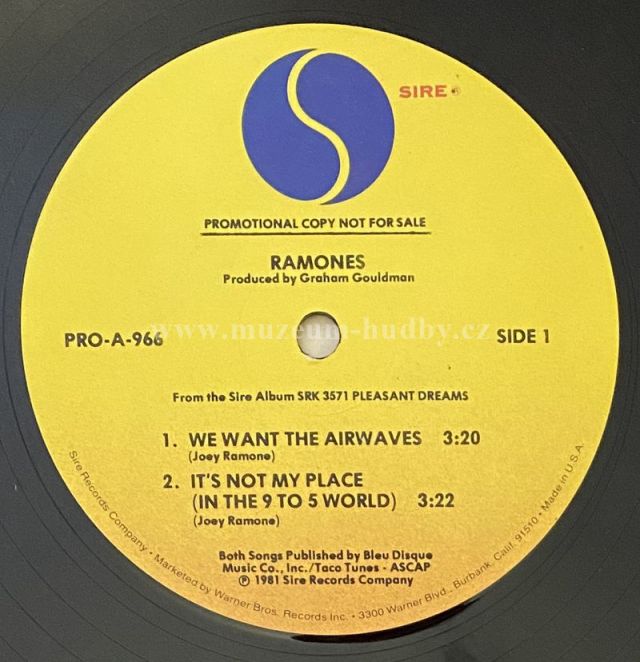 SIRE
PROMOTIONAL COPY NOT FOR SALE
RAMONES
Produced by Graham Gouldman
www.muzeum-hudby.cz
PRO-A-966
SIDE 1
From the Sire Album SRK 3571 PLEASANT DREAMS
1. WE WANT THE AIRWAVES 3:20
(Joey Ramone)
2. IT'S NOT MY PLACE
(IN THE 9 TO 5 WORLD) 3:22
(Joey Ramone)
Both Songs Published by Bleu Disque
Music Co., Inc./Taco Tunes - ASCAP
℗ 1981 Sire Records Company
Sire Records Company • Marketed by Warner Bros. Records Inc. • 3300 Warner Blvd., Burbank, Calif. 91510 • Made in U.S.A.